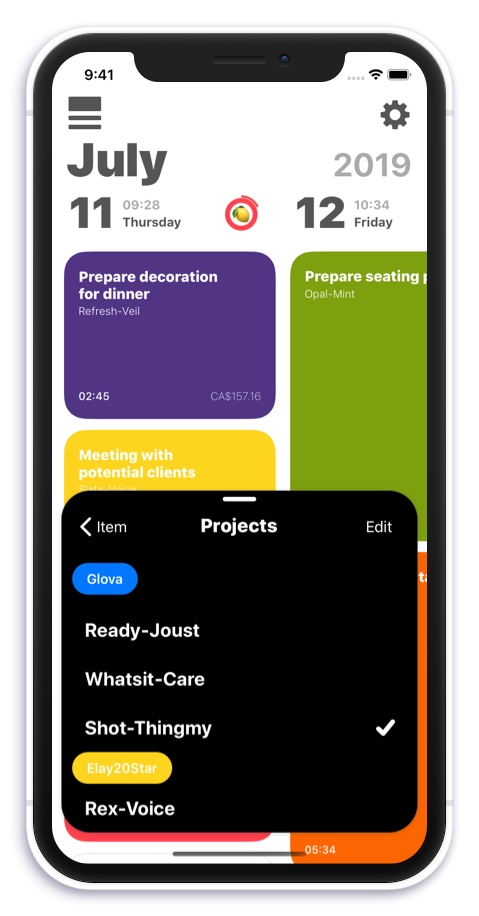 9:41
July
2019
11
09:28
Thursday
12
10:34
Friday
Prepare decoration
for dinner
Refresh-Veil
02:45
CA$157.16
Prepare seating
Opal-Mint
Meeting with
potential clients
Slate-Voice
Item
Projects
Edit
Glova
Ready-Joust
Whatsit-Care
Shot-Thingmy
Elay20Star
Rex-Voice
05:34